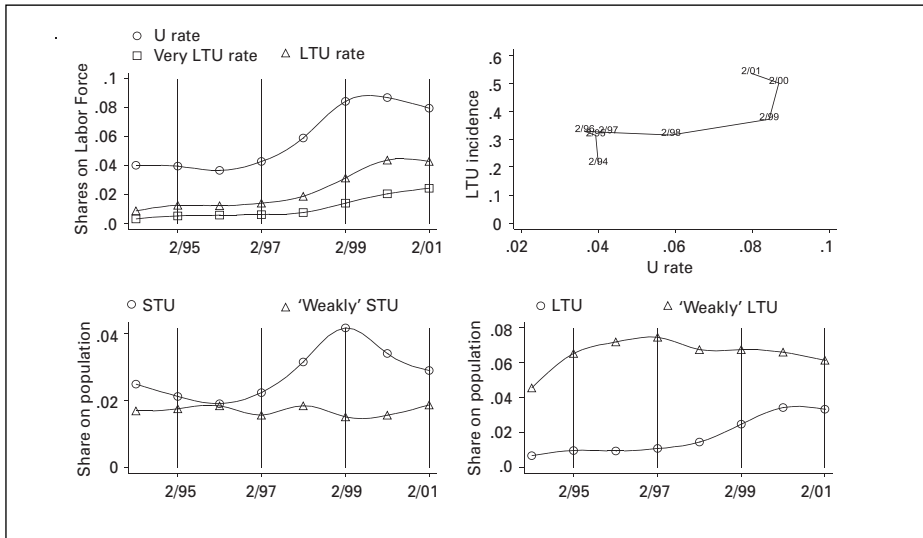 U rate
Very LTU rate LTU rate
Shares on Labor Force
.1
.08
.06
.04
.02
.0
2/95 2/97 2/99 2/01
LTU incidence
.6
.5
.4
.3
.2
.1
0
2/01
2/00
2/99
2/96 2/97
2/95
2/98
2/94
.02 .04 .06 .08 .1
U rate
STU 'Weakly' STU
Share on population
.04
.02
0
2/95 2/97 2/99 2/01
LTU 'Weakly' LTU
Share on population
.08
.06
.04
.02
.0
2/95 2/97 2/99 2/01